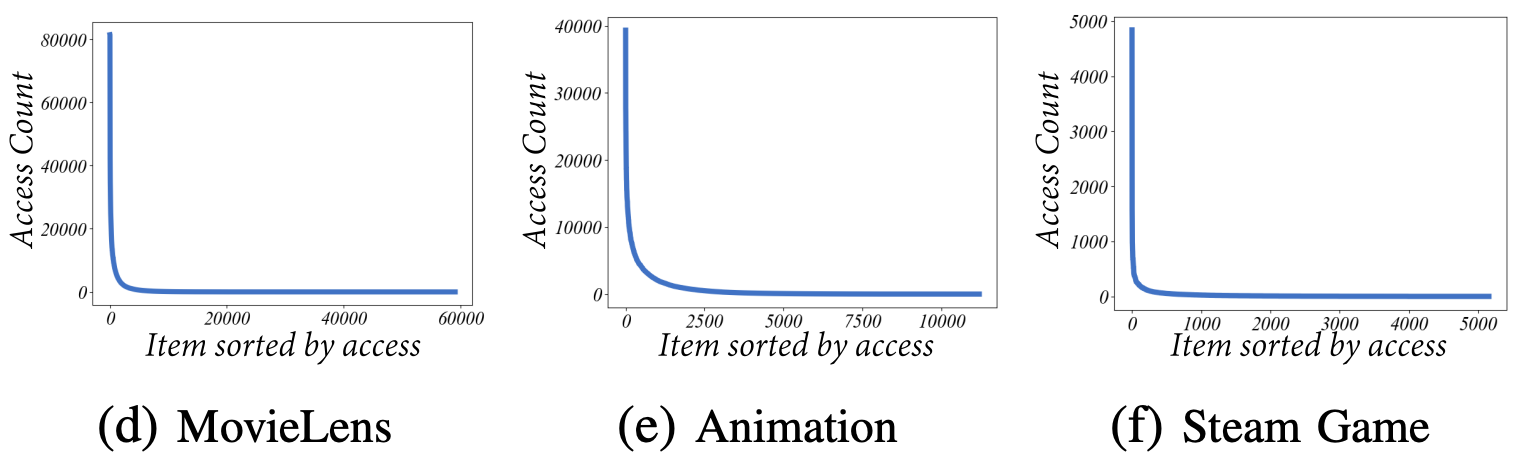 Access Count
80000
60000
40000
20000
0
0 20000 40000 60000
Item sorted by access
(d) MovieLens
Access Count
40000
30000
20000
10000
0
0 2500 5000 7500 10000
Item sorted by access
(e) Animation
Access Count
5000
4000
3000
2000
1000
0
0 1000 2000 3000 4000 5000
Item sorted by access
(f) Steam Game